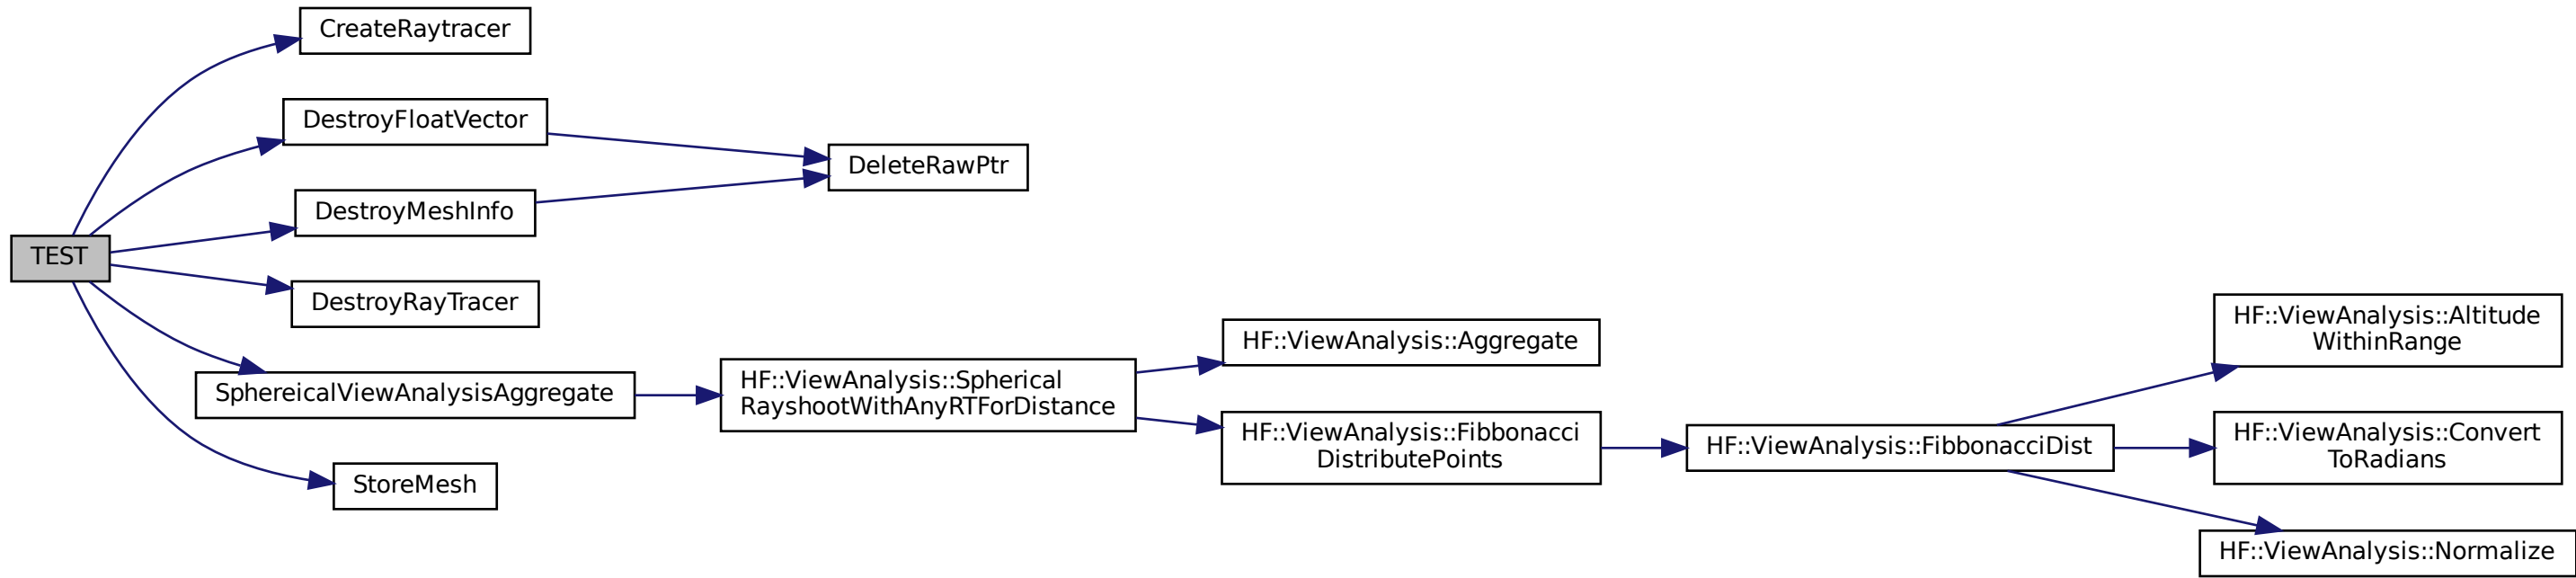 CreateRaytracer
DestroyFloatVector
DeleteRawPtr
DestroyMeshInfo
TEST
DestroyRayTracer
HF::ViewAnalysis::Altitude
WithinRange
HF::ViewAnalysis::Aggregate
HF::ViewAnalysis::Spherical
RayshootWithAnyRTForDistance
SphereicalViewAnalysisAggregate
HF::ViewAnalysis::Fibbonacci
DistributePoints
HF::ViewAnalysis::FibbonacciDist
HF::ViewAnalysis::Convert
ToRadians
StoreMesh
HF::ViewAnalysis::Normalize